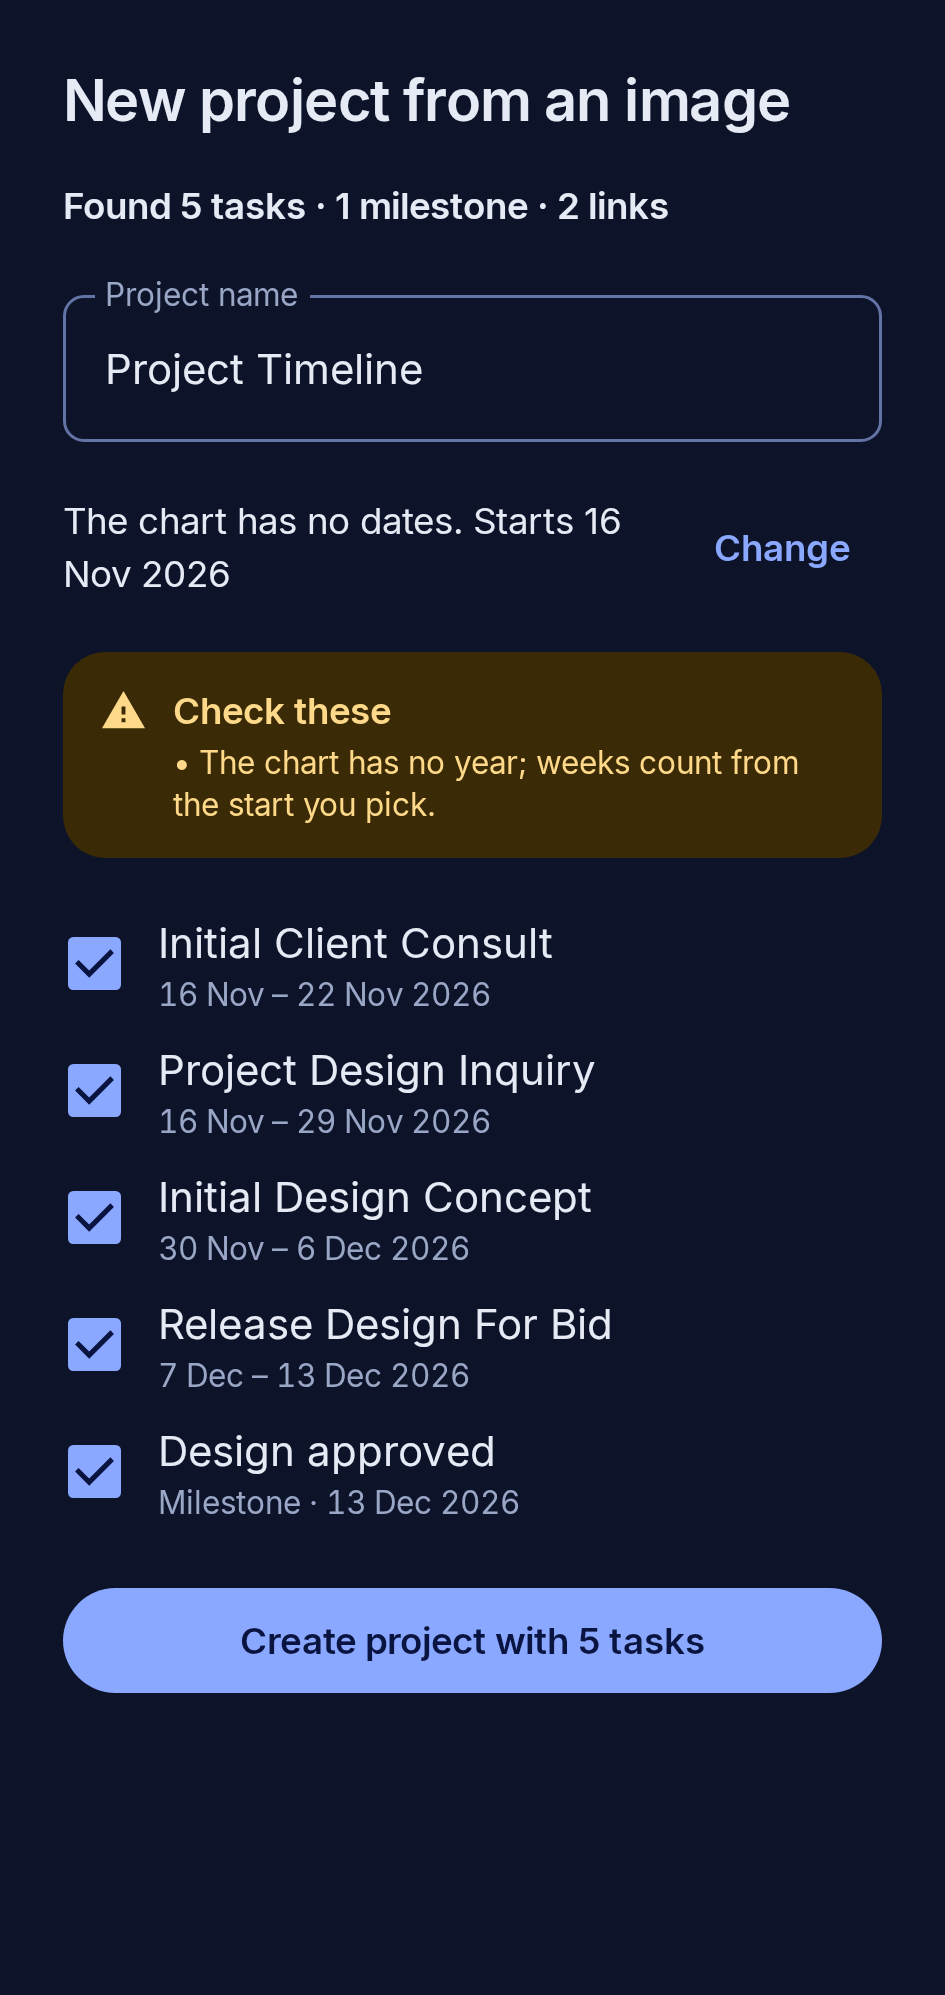 New project from an image
Found 5 tasks · 1 milestone · 2 links
Project name
Project Timeline
The chart has no dates. Starts 16
Nov 2026
Change
Check these
• The chart has no year; weeks count from
the start you pick.
Initial Client Consult
16 Nov – 22 Nov 2026
Project Design Inquiry
16 Nov – 29 Nov 2026
Initial Design Concept
30 Nov – 6 Dec 2026
Release Design For Bid
7 Dec – 13 Dec 2026
Design approved
Milestone · 13 Dec 2026
Create project with 5 tasks